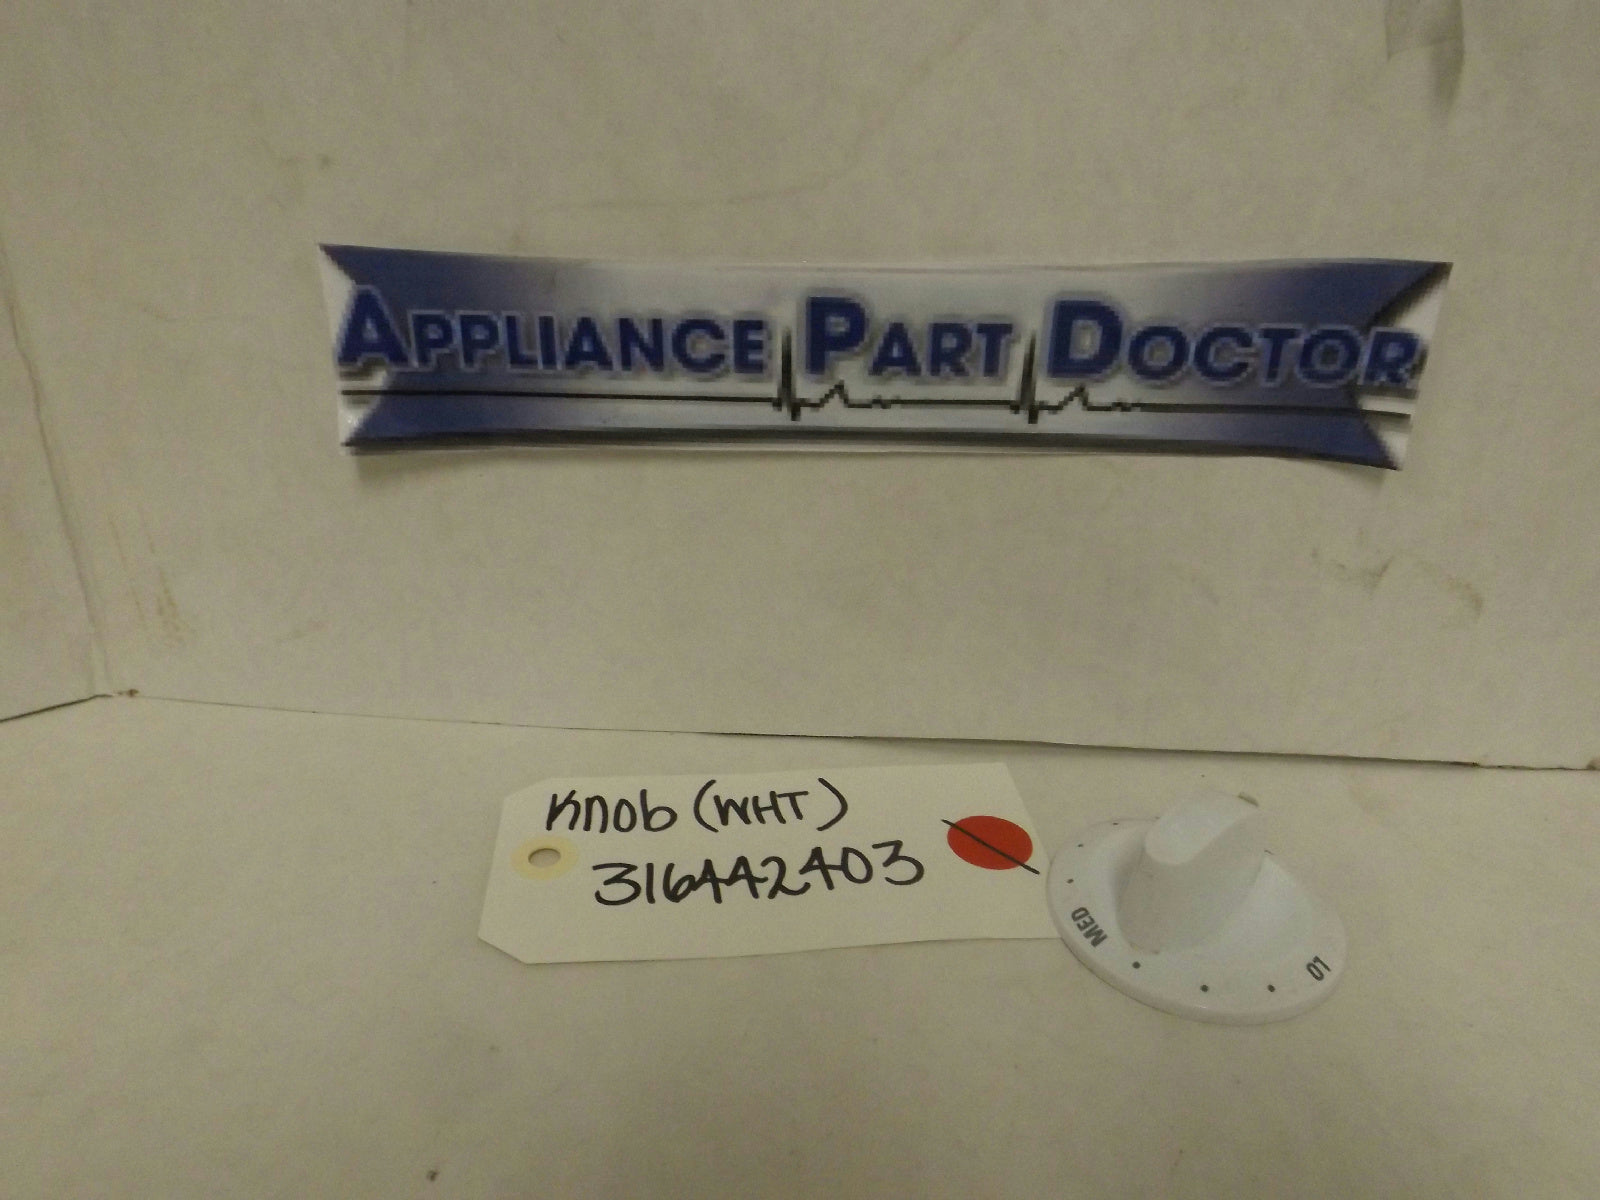 APPLIANCE PART DOCTOR
Knob (WHT)
316442403
MED
LO